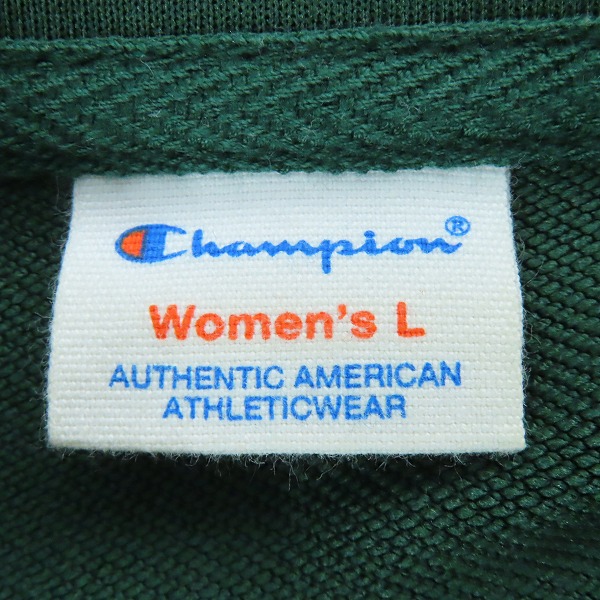 Champion®
Women's L
AUTHENTIC AMERICAN
ATHLETICWEAR